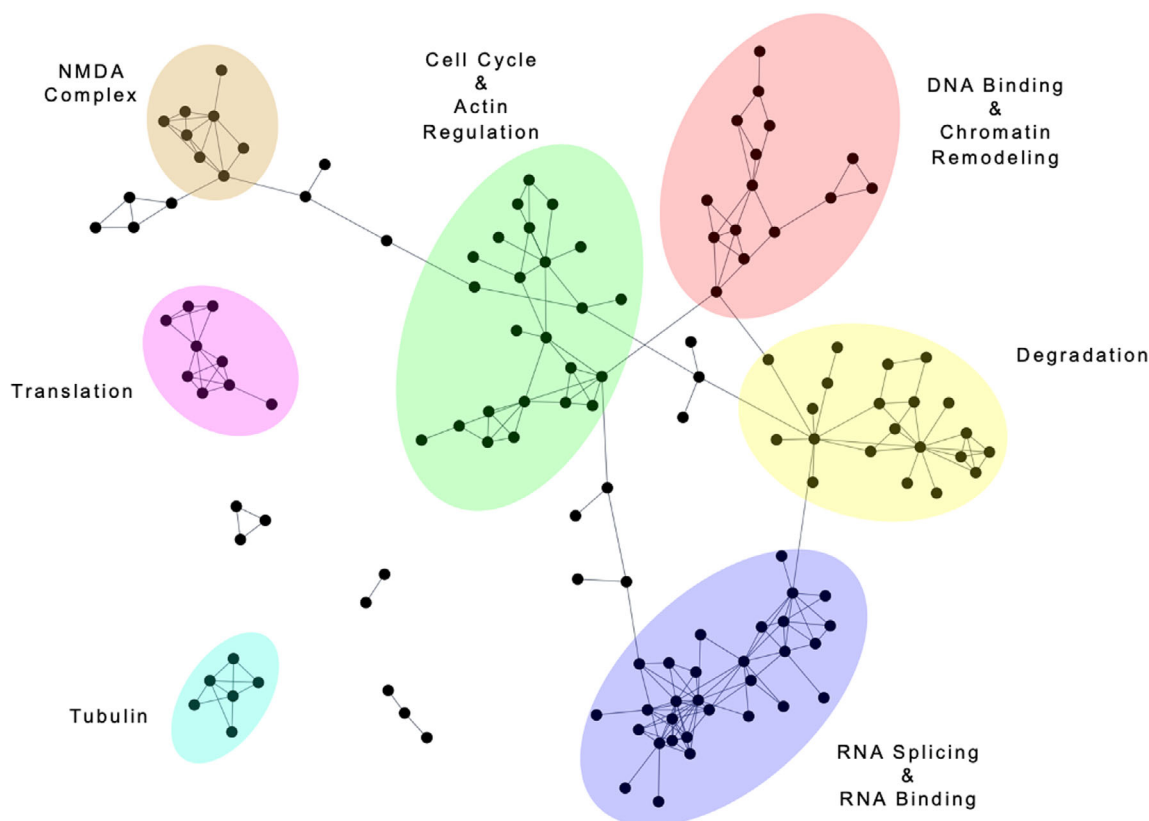 NMDA
Complex
Cell Cycle
&
Actin
Regulation
DNA Binding
&
Chromatin
Remodeling
Translation
Degradation
Tubulin
RNA Splicing
&
RNA Binding